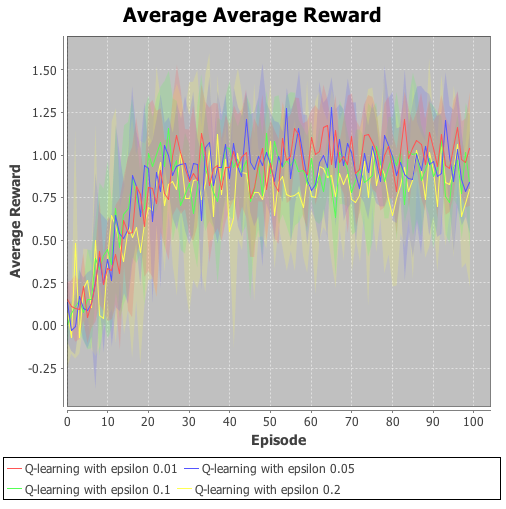 Average Average Reward
1.50
1.25
1.00
0.75
0.50
0.25
0.00
-0.25
Average Reward
0 10 20 30 40 50 60 70 80 90 100
Episode
Q-learning with epsilon 0.01 Q-learning with epsilon 0.05
Q-learning with epsilon 0.1 Q-learning with epsilon 0.2